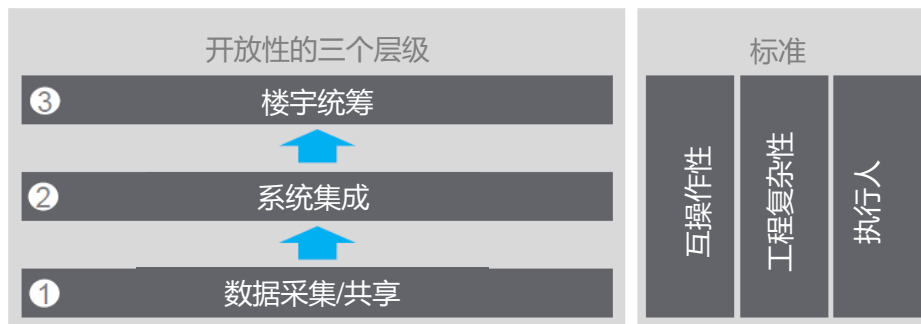 开放性的三个层级
③ 楼宇统筹
② 系统集成
① 数据采集/共享
标准
互操作性
工程复杂性
执行人